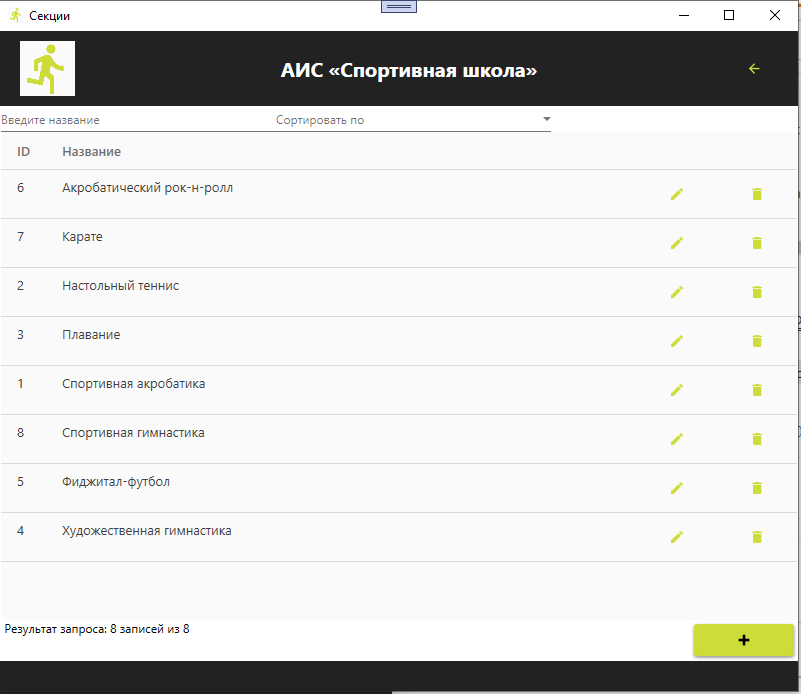 Секции
АИС «Спортивная школа»
Введите название Сортировать по
ID Название
6 Акробатический рок-н-ролл
7 Карате
2 Настольный теннис
3 Плавание
1 Спортивная акробатика
8 Спортивная гимнастика
5 Фиджитал-футбол
4 Художественная гимнастика
Результат запроса: 8 записей из 8